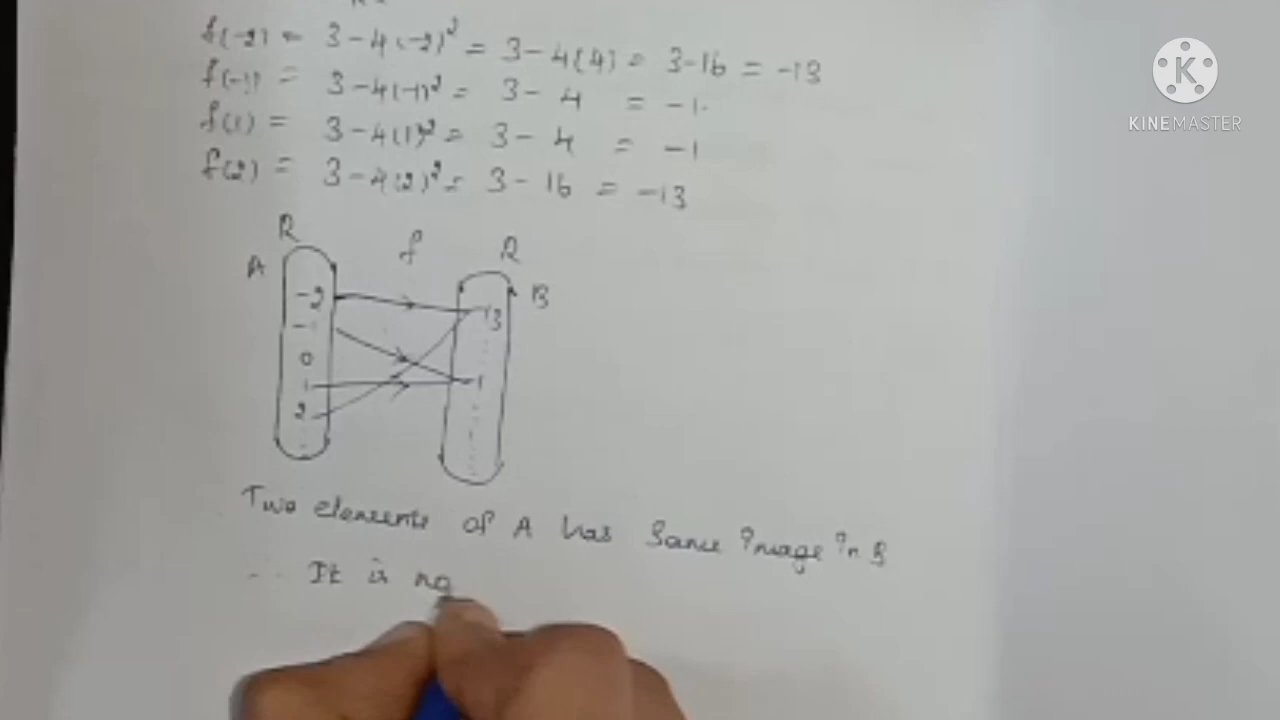 f(-2) = 3-4(-2)² = 3-4(4) = 3-16 = -13
f(-1) = 3-4(-1)² = 3-4 = -1.
f(1) = 3-4(1)² = 3-4 = -1
f(2) = 3-4(2)² = 3-16 = -13
R f R
A B
-2 -13
-1
0
1 -1
2
Two elements of A has Same image in B
∴ It is no
KINEMASTER